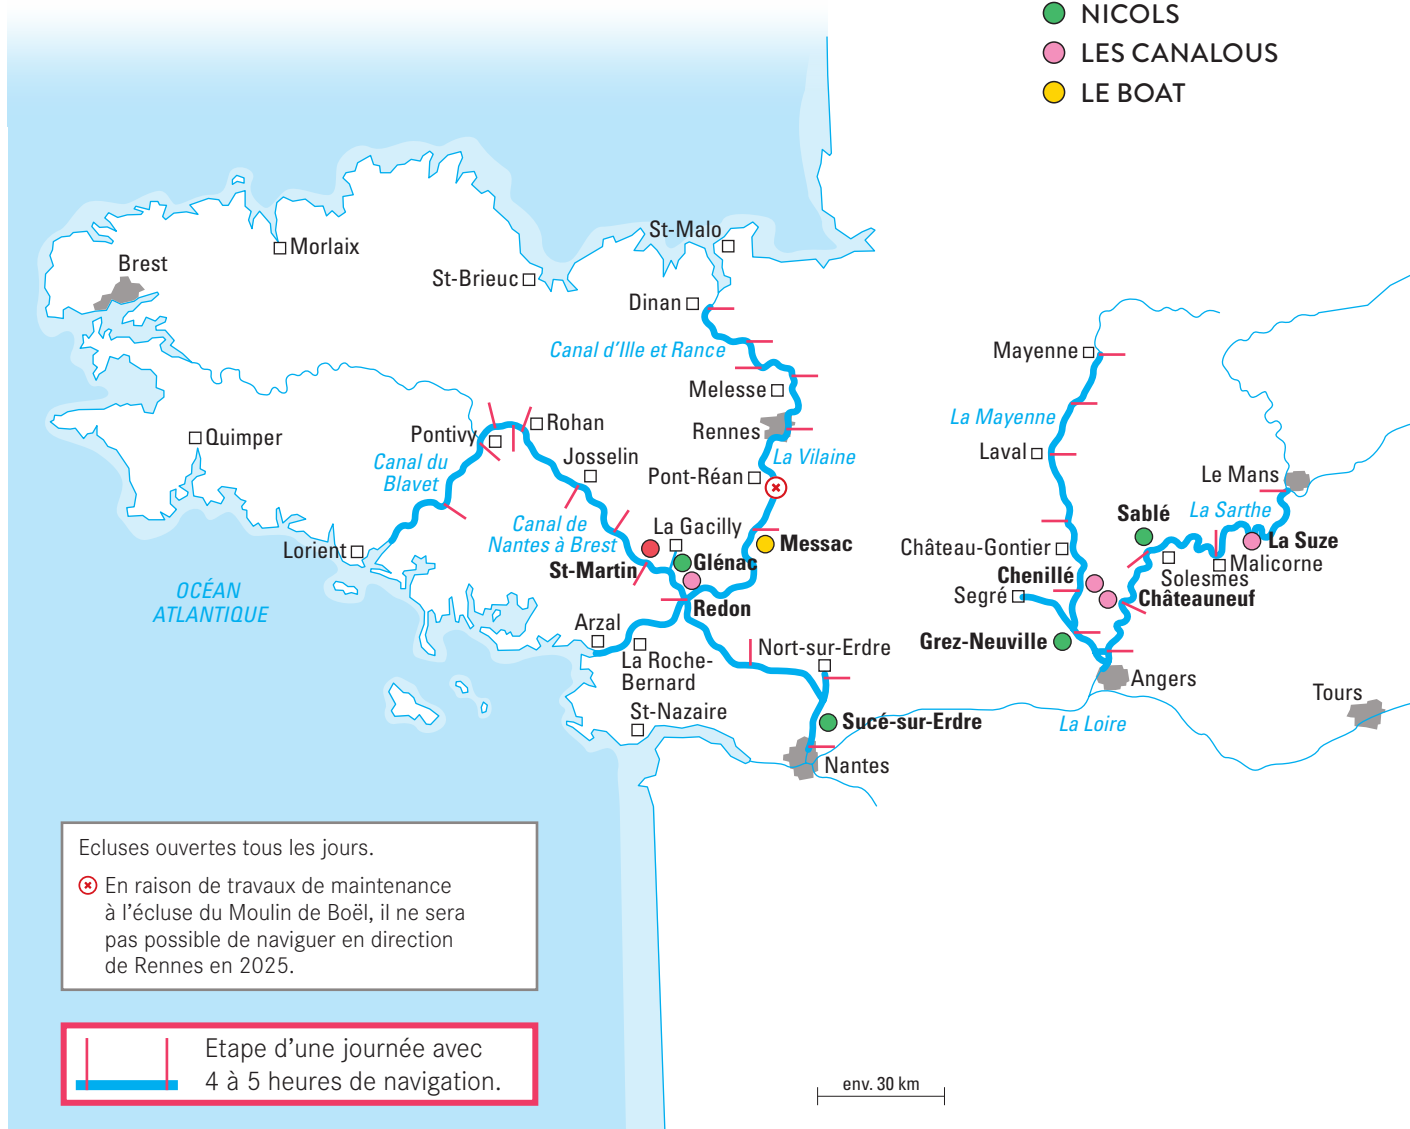 NICOLS
LES CANALOUS
LE BOAT
St-Malo
Morlaix
Brest
St-Brieuc
Dinan
Canal d'Ille et Rance
Mayenne
Melesse
La Mayenne
Rohan
Pontivy
Quimper
Rennes
La Vilaine
Laval
Josselin
Canal du
Blavet
Pont-Réan
Le Mans
Sablé
La Sarthe
Canal de
Nantes à Brest
La Gacilly
Messac
La Suze
Lorient
Château-Gontier
Malicorne
Glénac
St-Martin
Chenillé
Solesmes
OCÉAN
ATLANTIQUE
Segré
Châteauneuf
Redon
Arzal
Grez-Neuville
Nort-sur-Erdre
La Roche-
Bernard
Angers
Tours
St-Nazaire
Sucé-sur-Erdre
La Loire
Nantes
Ecluses ouvertes tous les jours.
En raison de travaux de maintenance
à l'écluse du Moulin de Boël, il ne sera
pas possible de naviguer en direction
de Rennes en 2025.
Etape d'une journée avec
4 à 5 heures de navigation.
env. 30 km